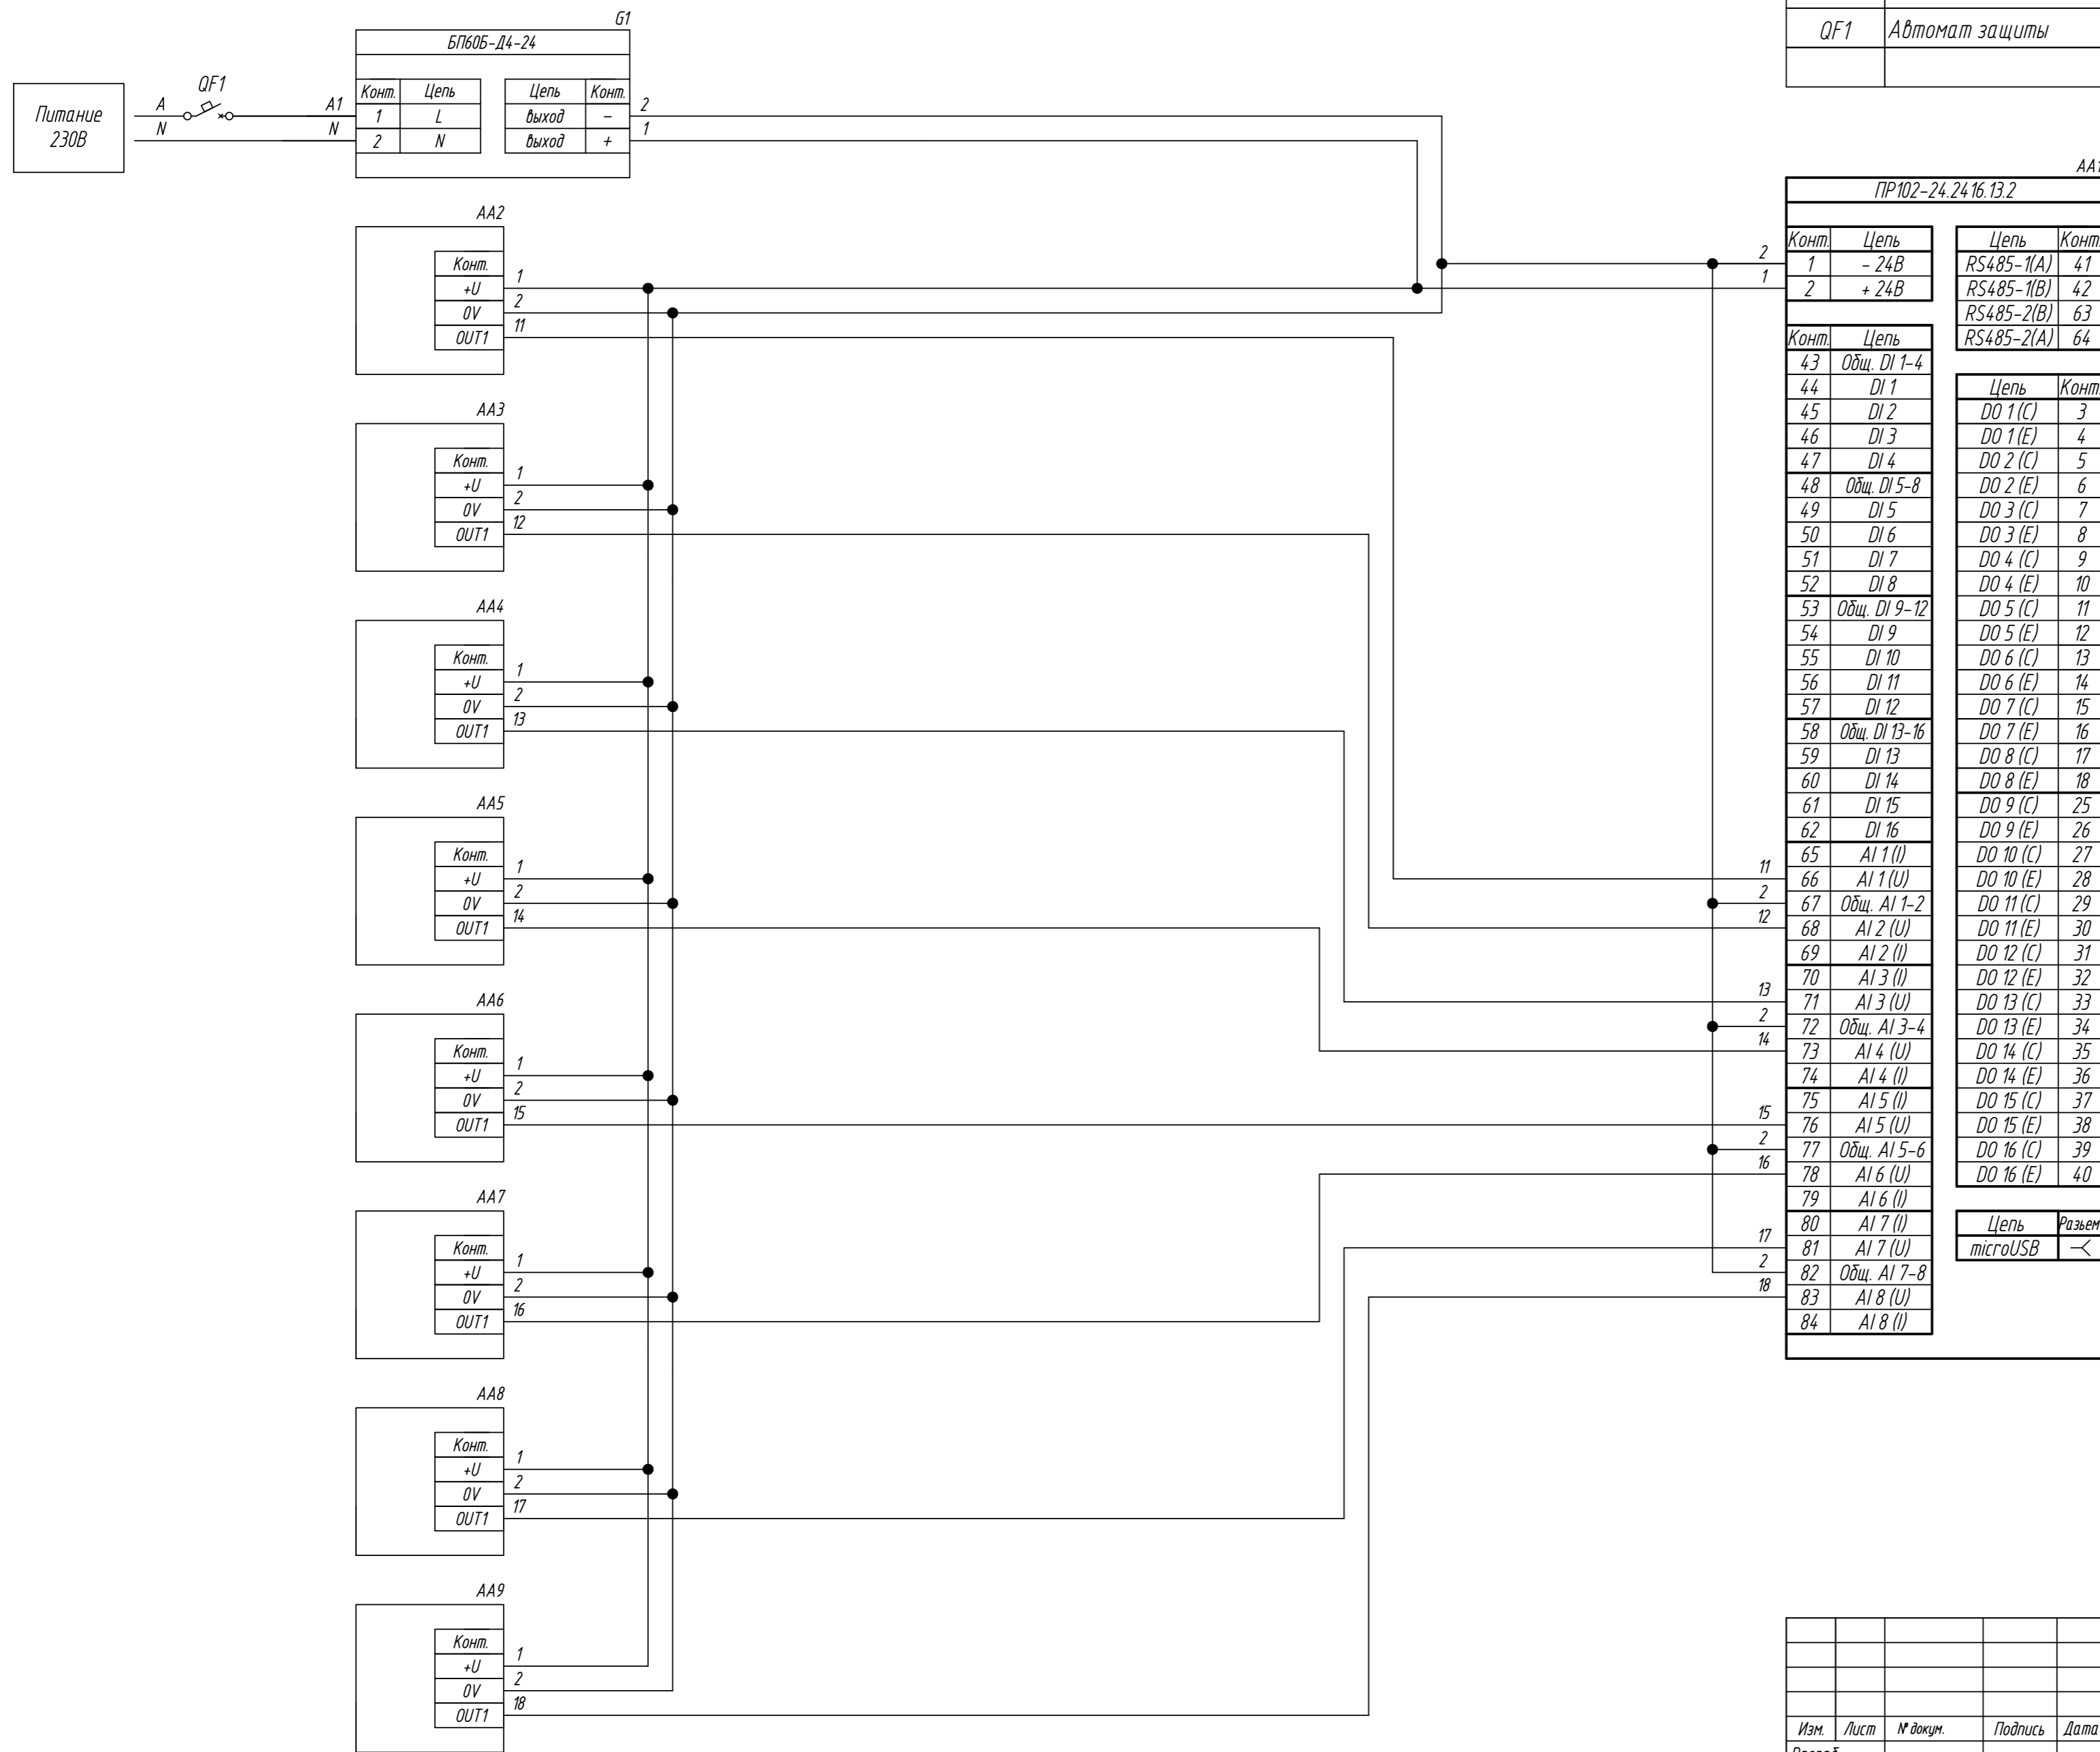 QF1 Автомат защиты
G1
БП60Б-Д4-24
Конт. Цепь Цепь Конт.
1 L выход –
2 N выход +
Питание
230В
A QF1 A1
N N
2
1
AA2
Конт.
+U 1
0V 2
OUT1 11
AA3
Конт.
+U 1
0V 2
OUT1 12
AA4
Конт.
+U 1
0V 2
OUT1 13
AA5
Конт.
+U 1
0V 2
OUT1 14
AA6
Конт.
+U 1
0V 2
OUT1 15
AA7
Конт.
+U 1
0V 2
OUT1 16
AA8
Конт.
+U 1
0V 2
OUT1 17
AA9
Конт.
+U 1
0V 2
OUT1 18
AA1
ПР102-24.2416.13.2
Конт. Цепь
2 1 - 24В
1 2 + 24В
Конт. Цепь
43 Общ. DI 1-4
44 DI 1
45 DI 2
46 DI 3
47 DI 4
48 Общ. DI 5-8
49 DI 5
50 DI 6
51 DI 7
52 DI 8
53 Общ. DI 9-12
54 DI 9
55 DI 10
56 DI 11
57 DI 12
58 Общ. DI 13-16
59 DI 13
60 DI 14
61 DI 15
62 DI 16
65 AI 1 (I)
11 66 AI 1 (U)
2 67 Общ. AI 1-2
12 68 AI 2 (U)
69 AI 2 (I)
70 AI 3 (I)
13 71 AI 3 (U)
2 72 Общ. AI 3-4
14 73 AI 4 (U)
74 AI 4 (I)
75 AI 5 (I)
15 76 AI 5 (U)
2 77 Общ. AI 5-6
16 78 AI 6 (U)
79 AI 6 (I)
80 AI 7 (I)
17 81 AI 7 (U)
2 82 Общ. AI 7-8
18 83 AI 8 (U)
84 AI 8 (I)
Цепь Конт.
RS485-1(A) 41
RS485-1(B) 42
RS485-2(B) 63
RS485-2(A) 64
Цепь Конт.
DO 1 (C) 3
DO 1 (E) 4
DO 2 (C) 5
DO 2 (E) 6
DO 3 (C) 7
DO 3 (E) 8
DO 4 (C) 9
DO 4 (E) 10
DO 5 (C) 11
DO 5 (E) 12
DO 6 (C) 13
DO 6 (E) 14
DO 7 (C) 15
DO 7 (E) 16
DO 8 (C) 17
DO 8 (E) 18
DO 9 (C) 25
DO 9 (E) 26
DO 10 (C) 27
DO 10 (E) 28
DO 11 (C) 29
DO 11 (E) 30
DO 12 (C) 31
DO 12 (E) 32
DO 13 (C) 33
DO 13 (E) 34
DO 14 (C) 35
DO 14 (E) 36
DO 15 (C) 37
DO 15 (E) 38
DO 16 (C) 39
DO 16 (E) 40
Цепь Разъем
microUSB
Изм. Лист № докум. Подпись Дата